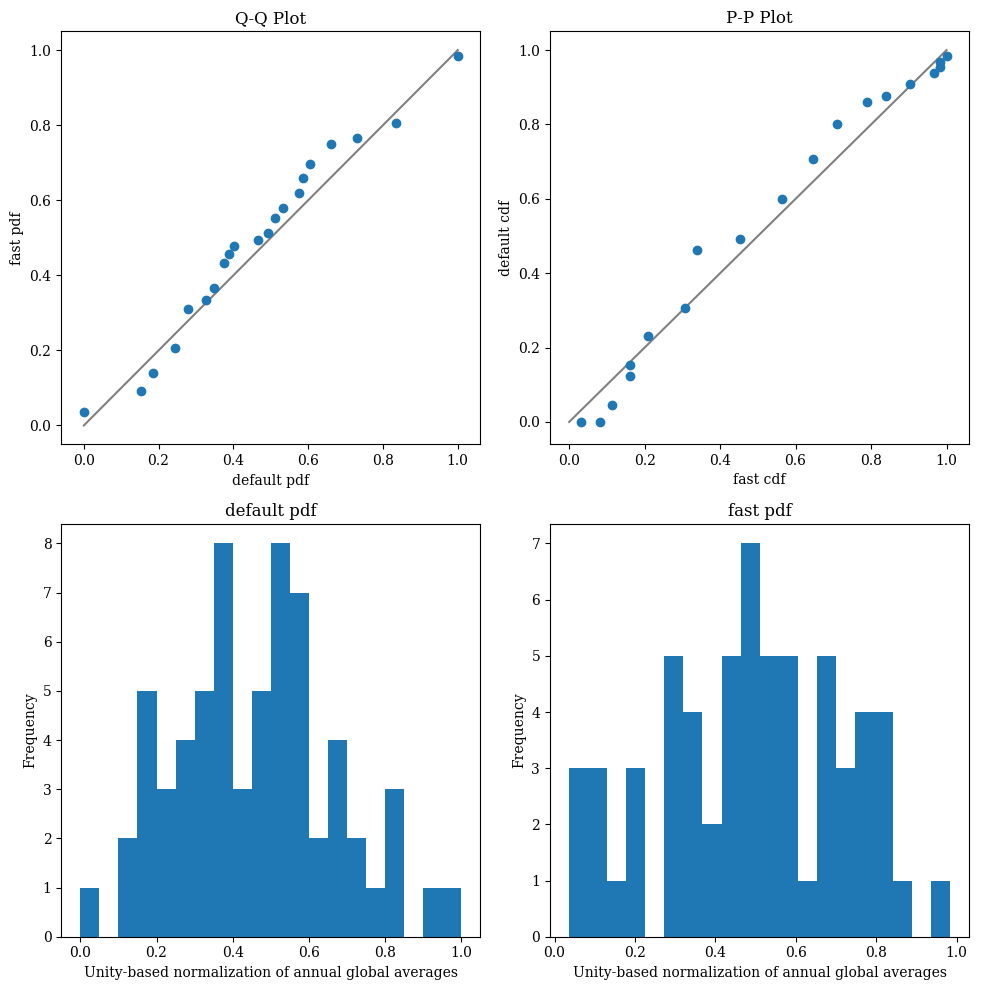 Q-Q Plot
1.0
0.8
0.6
0.4
0.2
0.0
fast pdf
0.0 0.2 0.4 0.6 0.8 1.0
default pdf
P-P Plot
1.0
0.8
0.6
0.4
0.2
0.0
default cdf
0.0 0.2 0.4 0.6 0.8 1.0
fast cdf
default pdf
8
7
6
5
4
3
2
1
0
Frequency
0.0 0.2 0.4 0.6 0.8 1.0
Unity-based normalization of annual global averages
fast pdf
7
6
5
4
3
2
1
0
Frequency
0.0 0.2 0.4 0.6 0.8 1.0
Unity-based normalization of annual global averages